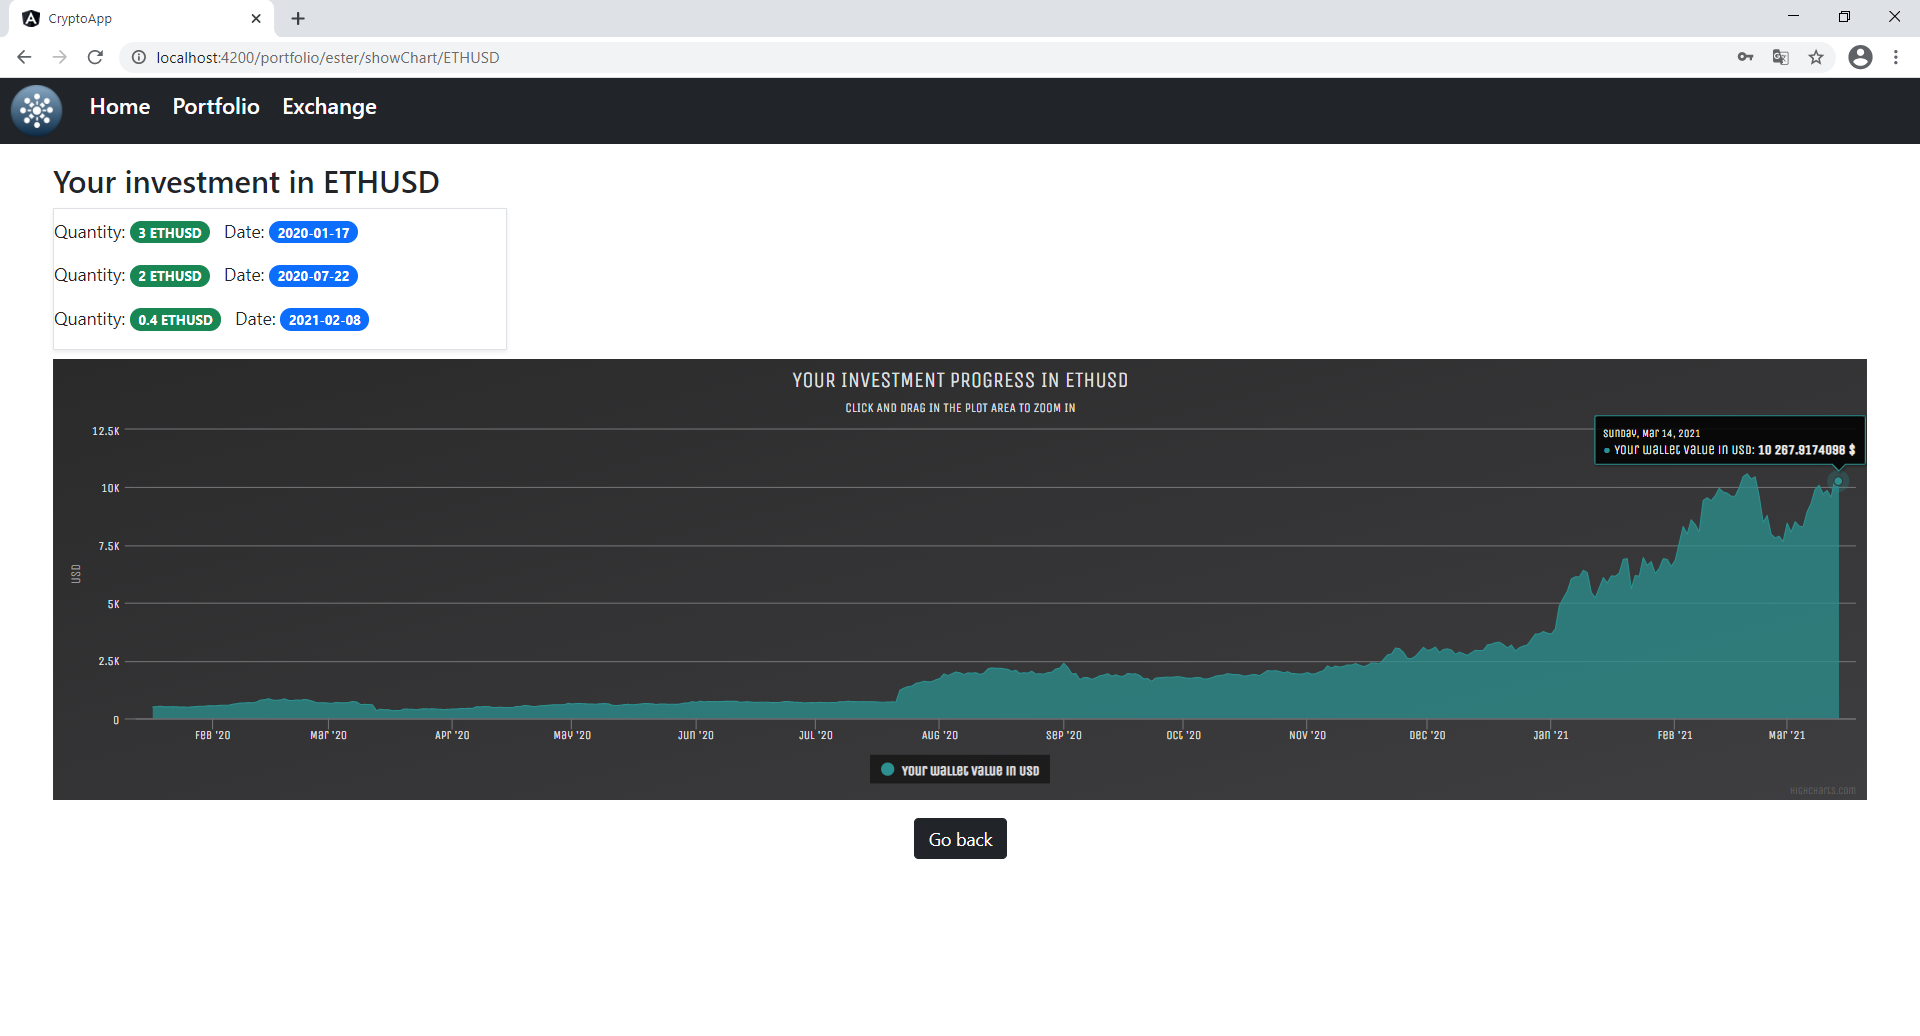 CryptoApp
localhost:4200/portfolio/ester/showChart/ETHUSD
Home Portfolio Exchange
Your investment in ETHUSD
Quantity: 3 ETHUSD Date: 2020-01-17
Quantity: 2 ETHUSD Date: 2020-07-22
Quantity: 0.4 ETHUSD Date: 2021-02-08
YOUR INVESTMENT PROGRESS IN ETHUSD
CLICK AND DRAG IN THE PLOT AREA TO ZOOM IN
Sunday, Mar 14, 2021
Your wallet value in USD: 10 267.9174098 $
12.5K
10K
7.5K
5K
2.5K
0
USD
Feb '20 Mar '20 Apr '20 May '20 Jun '20 Jul '20 Aug '20 Sep '20 Oct '20 Nov '20 Dec '20 Jan '21 Feb '21 Mar '21
Your wallet value in USD
Highcharts.com
Go back